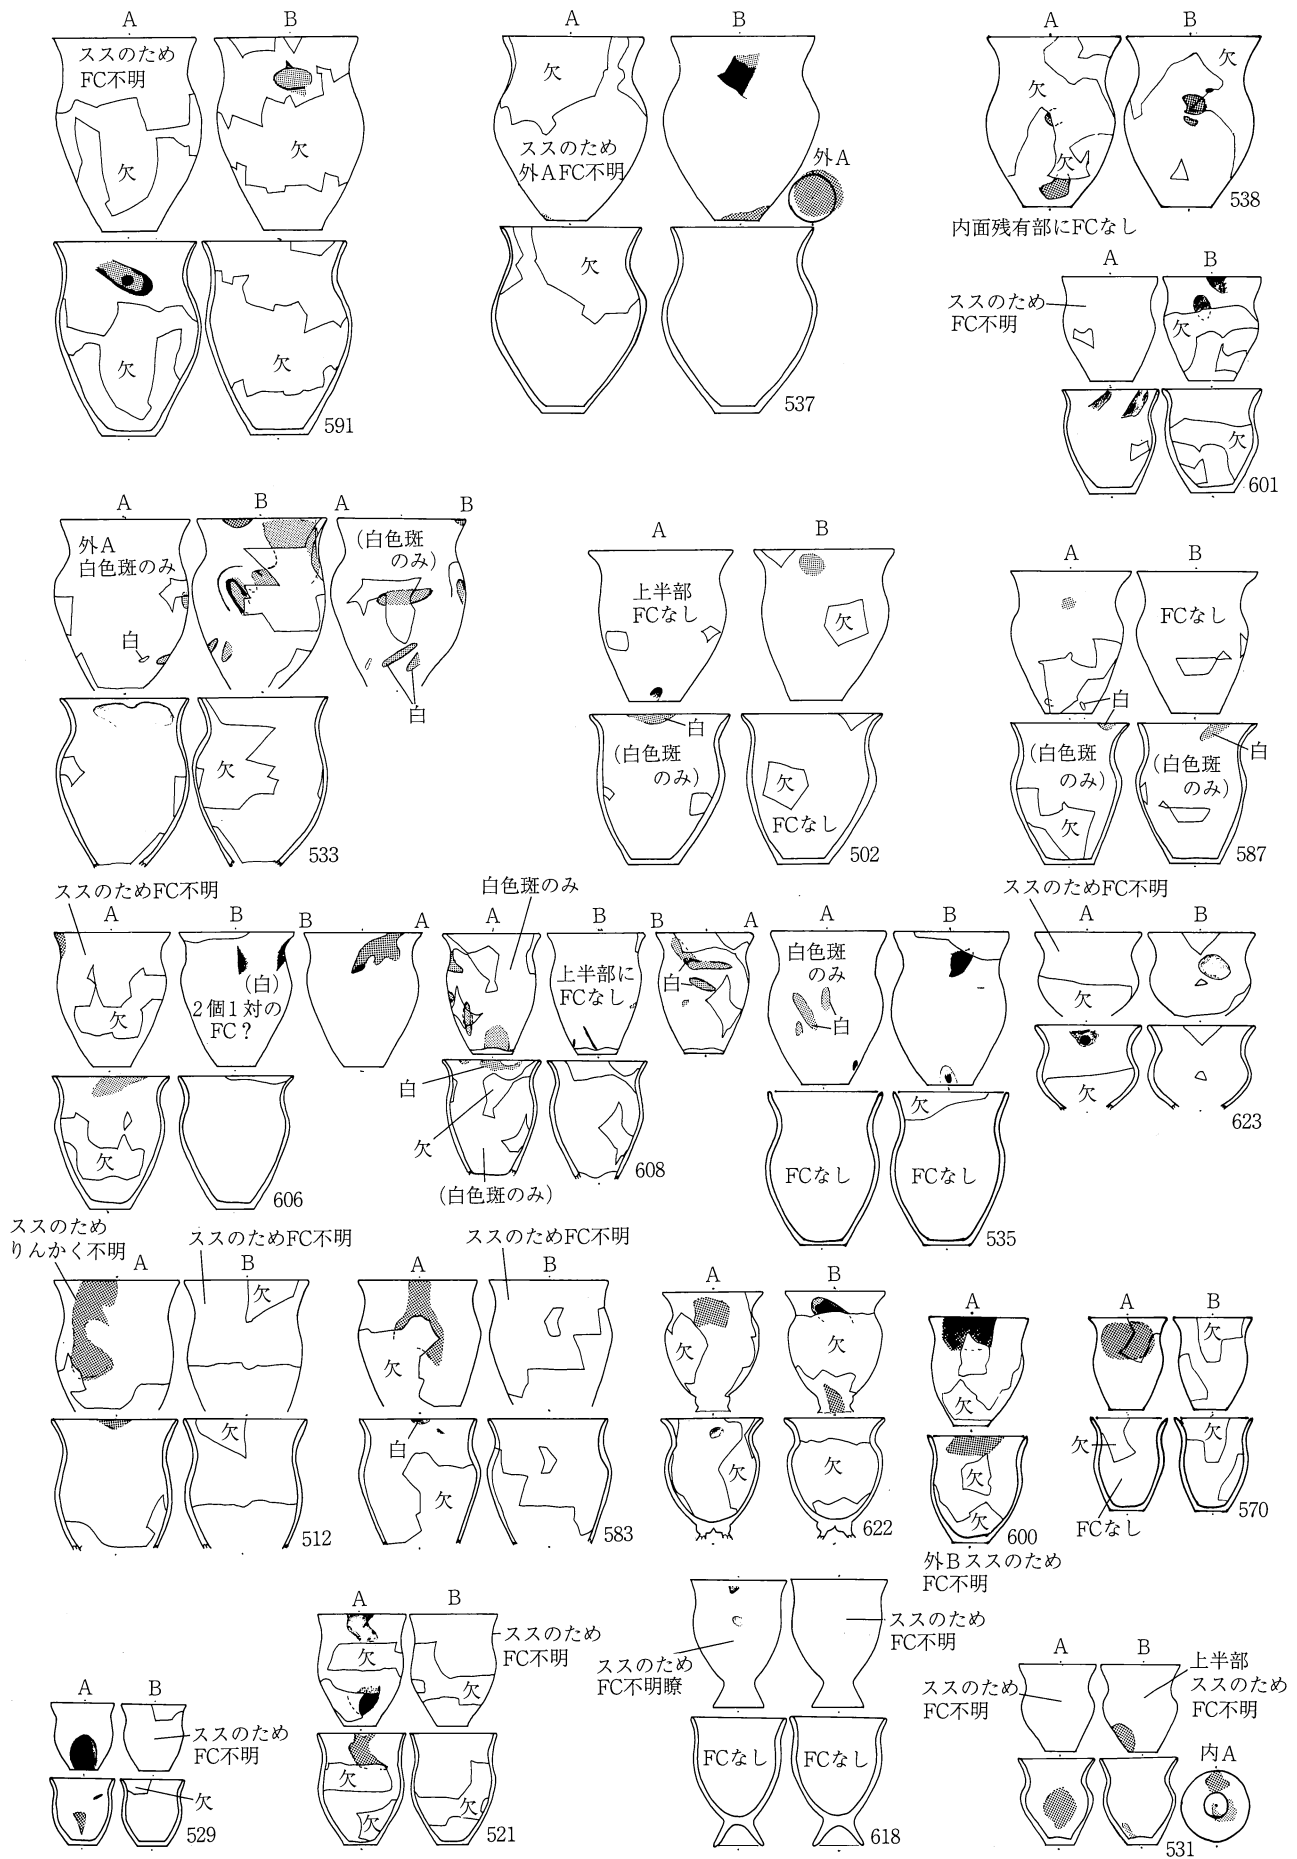 A
B
ススのため
FC不明
欠
欠
欠
欠
591
A
B
欠
ススのため
外A FC不明
外A
欠
537
A
B
欠
欠
欠
538
内面残有部にFCなし
A
B
ススのため
FC不明
欠
欠
601
A
B
A
B
外A
白色斑のみ
白
(白色斑
のみ)
白
欠
533
A
B
上半部
FCなし
欠
白
(白色斑
のみ)
欠
FCなし
502
A
B
FCなし
白
(白色斑
のみ)
欠
(白色斑
のみ)
白
587
ススのためFC不明
A
B
B
A
欠
(白)
2個1対の
FC？
欠
606
白色斑のみ
A
B
B
A
上半部に
FCなし
白
白
欠
(白色斑のみ)
608
A
B
白色斑
のみ
白
欠
FCなし
FCなし
535
ススのためFC不明
A
B
欠
欠
623
ススのため
りんかく不明
A
ススのためFC不明
B
欠
欠
512
A
ススのためFC不明
B
欠
白
欠
583
A
B
欠
欠
欠
欠
622
A
欠
欠
欠
600
外Bススのため
FC不明
A
B
欠
欠
欠
FCなし
570
A
B
ススのため
FC不明
欠
529
A
B
ススのため
FC不明
欠
欠
欠
欠
欠
521
ススのため
FC不明瞭
ススのため
FC不明
FCなし
FCなし
618
A
B
ススのため
FC不明
上半部
ススのため
FC不明
内A
531